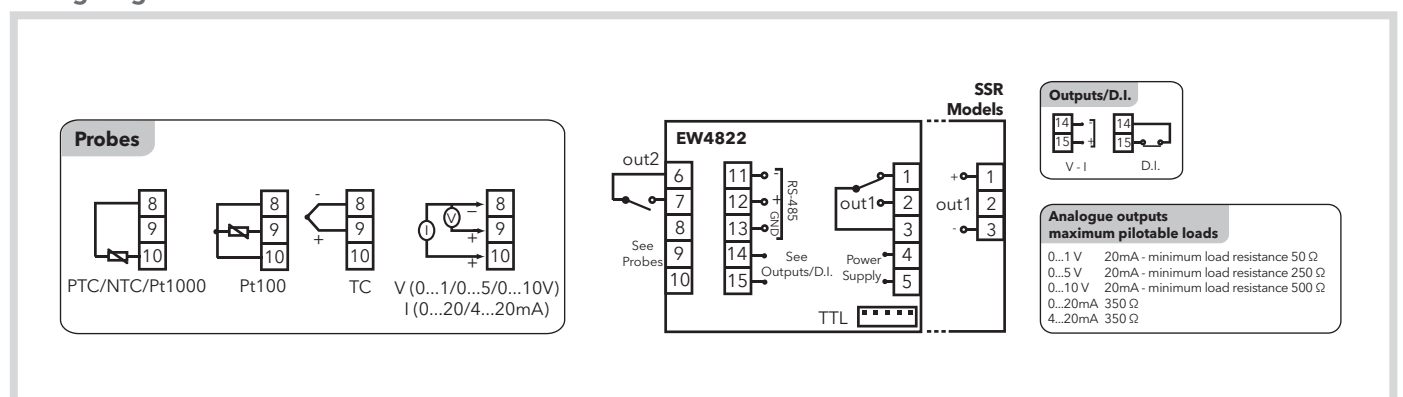 Probes
8
9
10
PTC/NTC/Pt1000
8
9
10
Pt100
-
+
8
9
10
TC
I
V
−
+
+
8
9
10
V (0...1/0...5/0...10V)
I (0...20/4...20mA)
EW4822
out2
6
7
8
9
10
See
Probes
11
12
13
14
15
-
+
GND
RS-485
See
Outputs/D.I.
out1
1
2
3
4
5
Power
Supply
TTL
SSR
Models
+
out1
-
1
2
3
Outputs/D.I.
14
15
-
+
V - I
14
15
D.I.
Analogue outputs
maximum pilotable loads
0...1 V 20mA - minimum load resistance 50 Ω
0...5 V 20mA - minimum load resistance 250 Ω
0...10 V 20mA - minimum load resistance 500 Ω
0...20mA 350 Ω
4...20mA 350 Ω